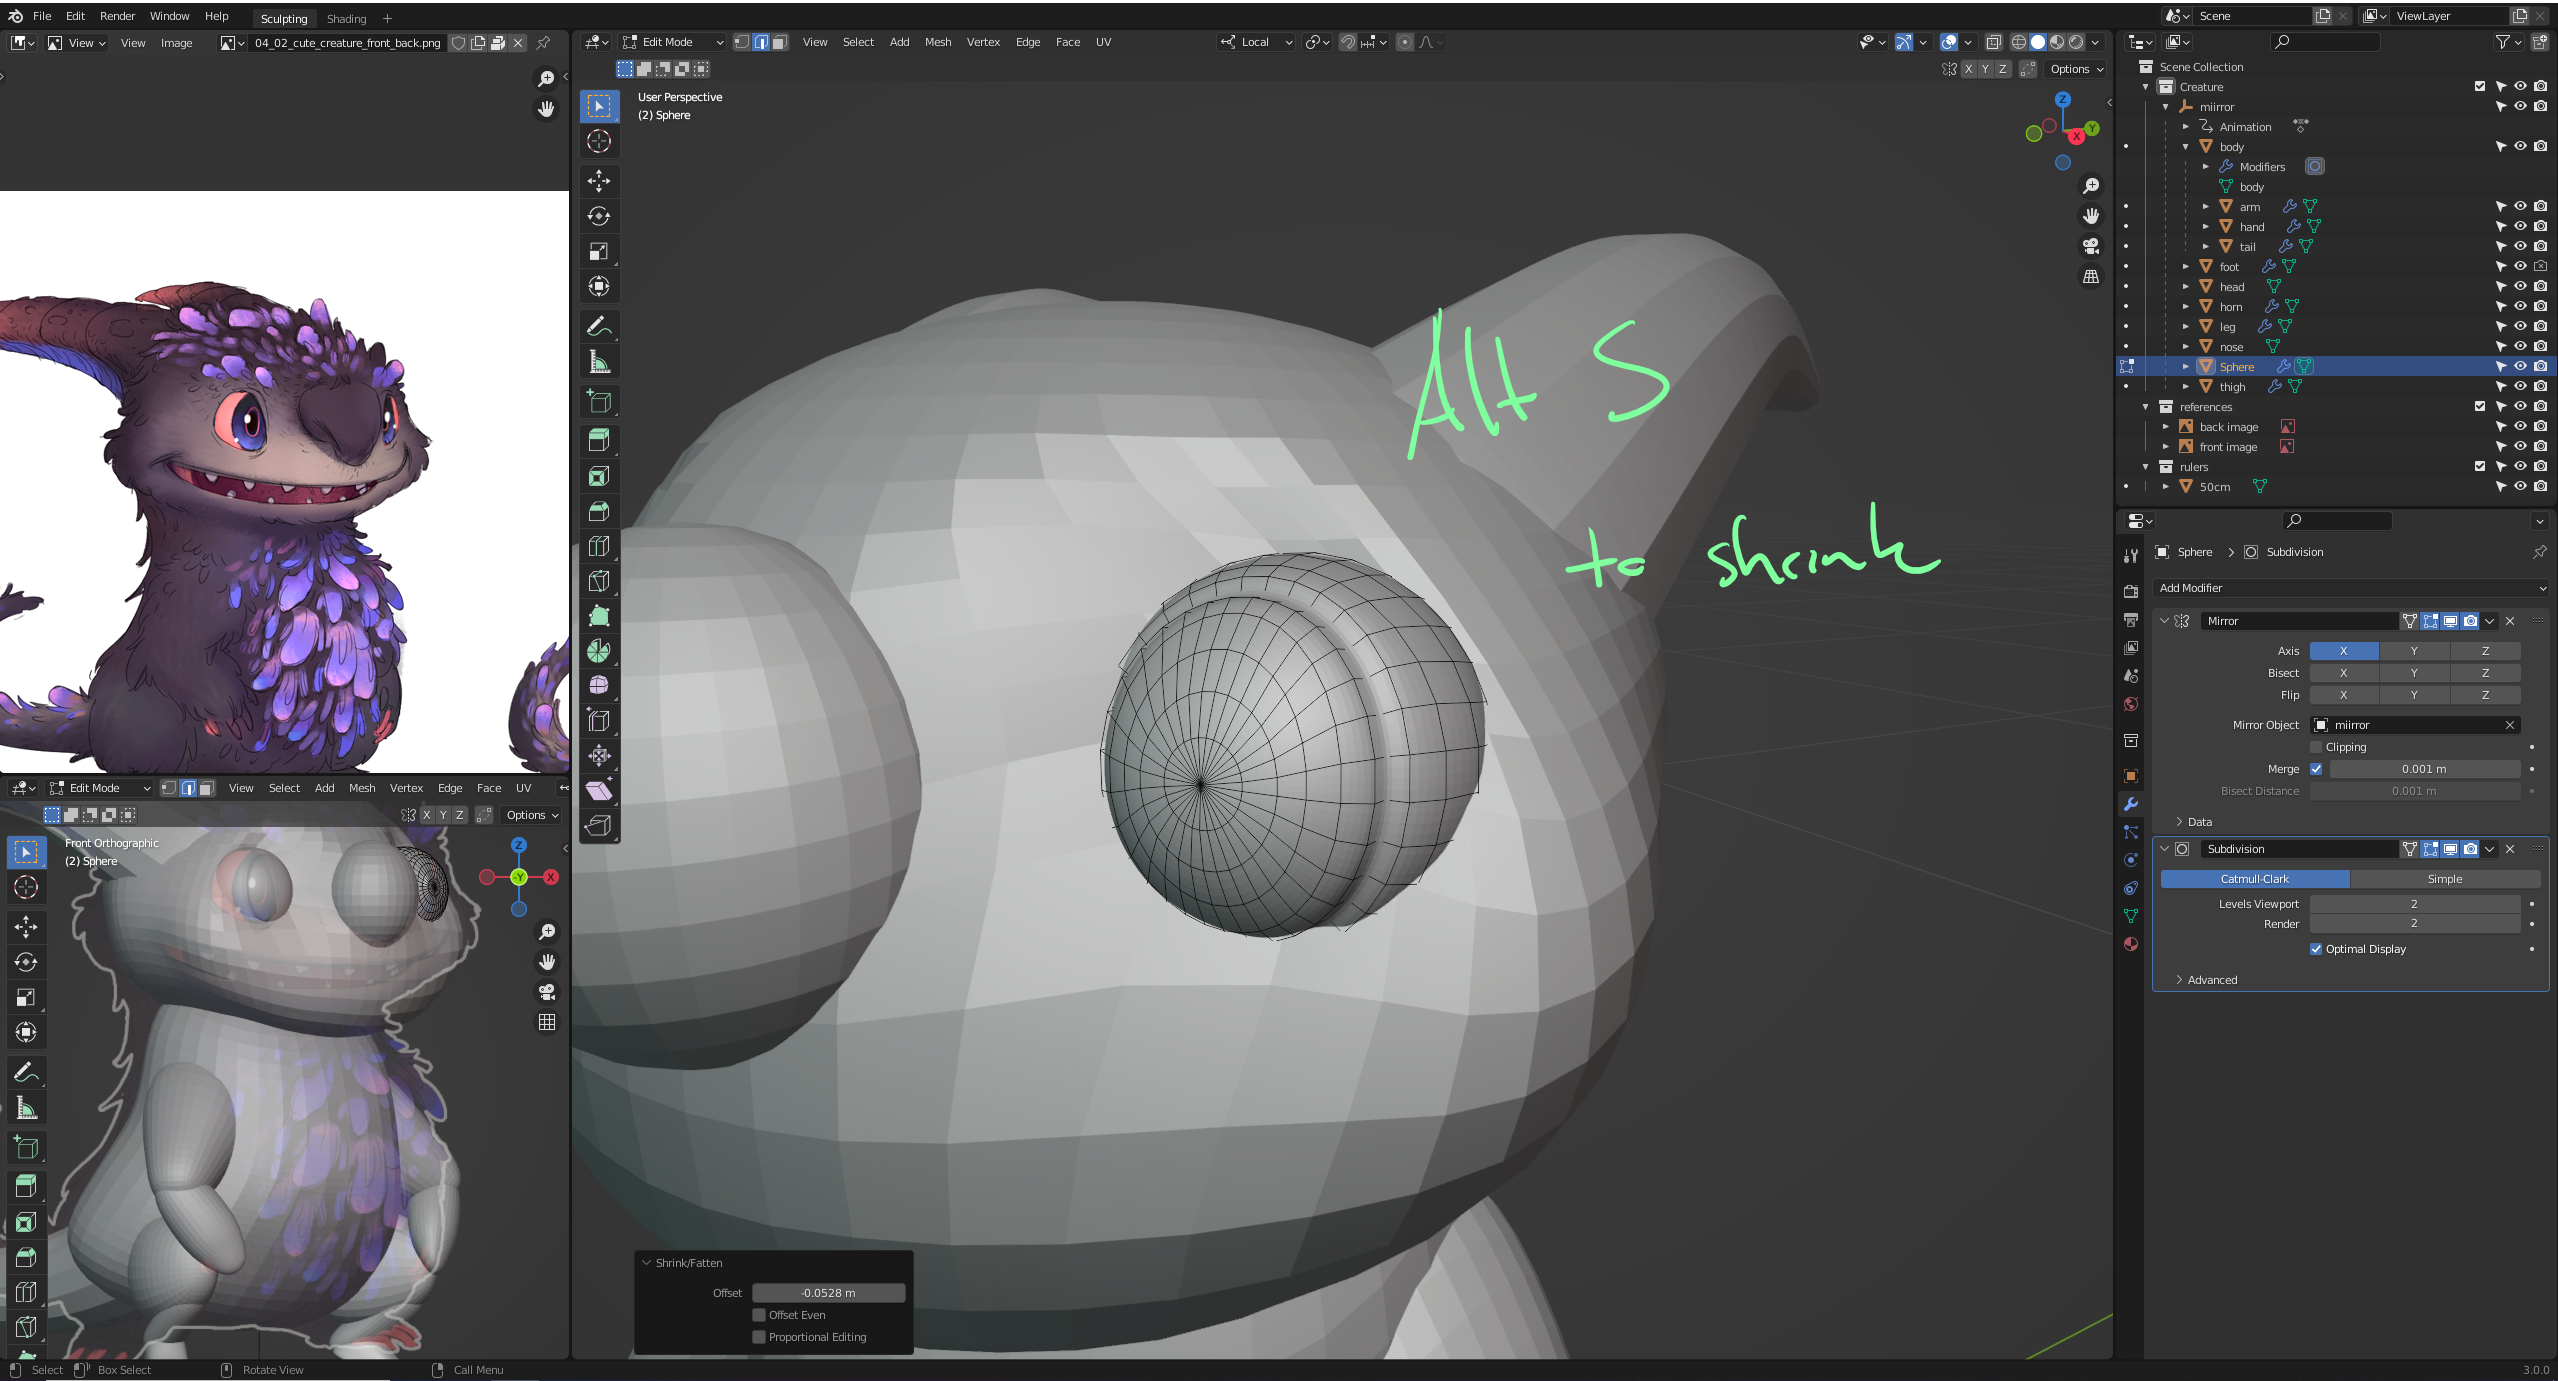 File Edit Render Window Help Sculpting Shading + Scene ViewLayer
View View Image 04_02_cute_creature_front_back.png
Edit Mode View Select Add Mesh Vertex Edge Face UV Local
X Y Z Options
User Perspective
(2) Sphere
Z
Y
X
Alt S
to shrink
Shrink/Fatten
Offset -0.0528 m
Offset Even
Proportional Editing
Edit Mode View Select Add Mesh Vertex Edge Face UV
X Y Z Options
Front Orthographic
(2) Sphere
Z
-Y X
Scene Collection
Creature
miirror
Animation
body
Modifiers
body
arm
hand
tail
foot
head
horn
leg
nose
Sphere
thigh
references
back image
front image
rulers
50cm
Sphere > Subdivision
Add Modifier
Mirror
Axis X Y Z
Bisect X Y Z
Flip X Y Z
Mirror Object miirror
Clipping
Merge 0.001 m
Bisect Distance 0.001 m
Data
Subdivision
Catmull-Clark Simple
Levels Viewport 2
Render 2
Optimal Display
Advanced
Select Box Select Rotate View Call Menu 3.0.0